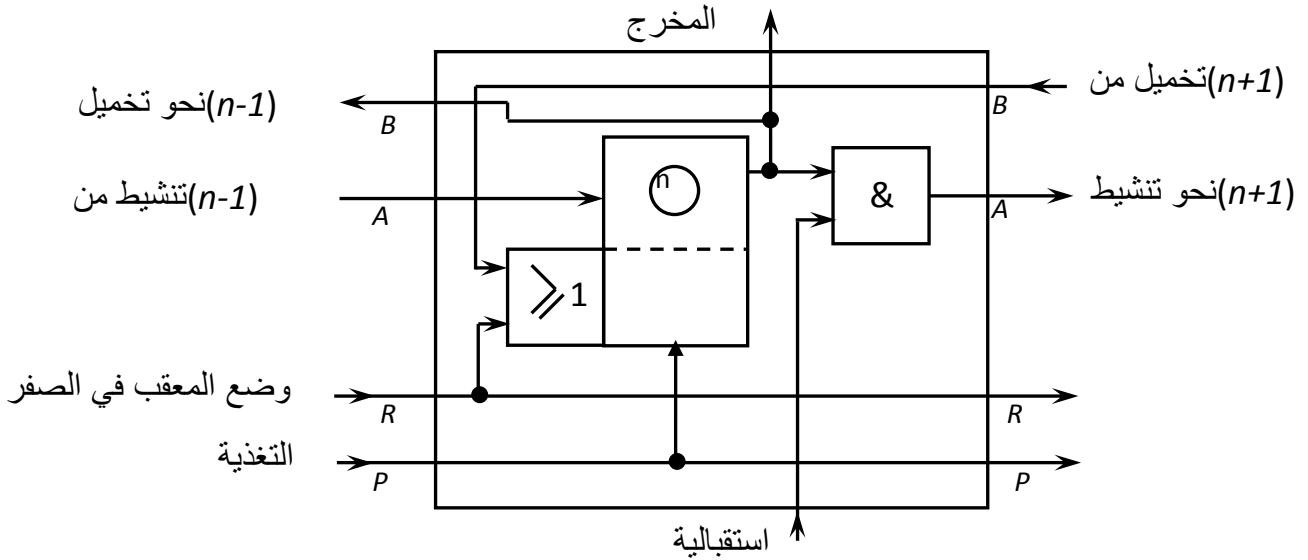 المخرج
تخميل من(n+1)
B
B
نحو تخميل(n-1)
n
&
تنشيط من(n-1)
A
A
نحو تنشيط(n+1)
⩾1
وضع المعقب في الصفر
R
R
التغذية
P
P
استقبالية